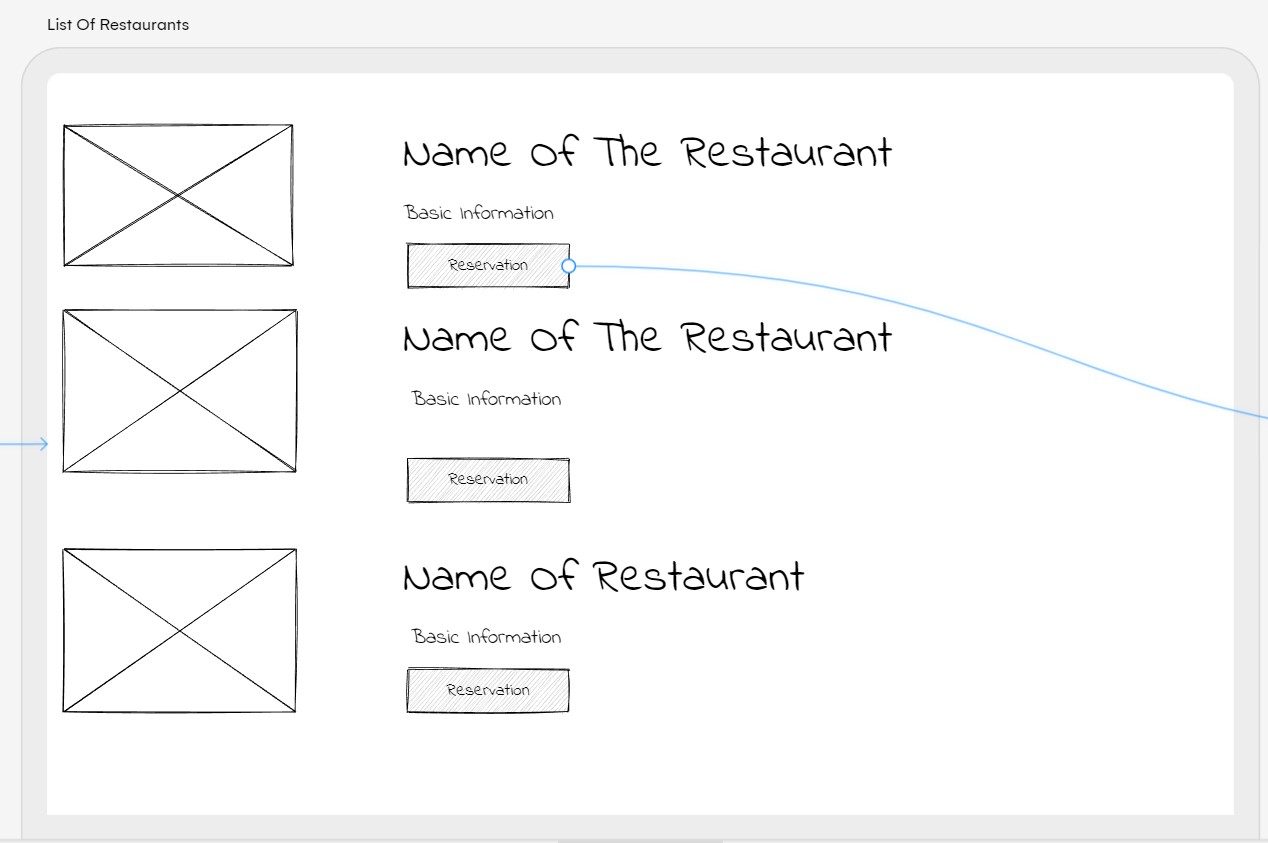 List Of Restaurants
Name Of The Restaurant
Basic Information
Reservation
Name Of The Restaurant
Basic Information
Reservation
Name Of Restaurant
Basic Information
Reservation